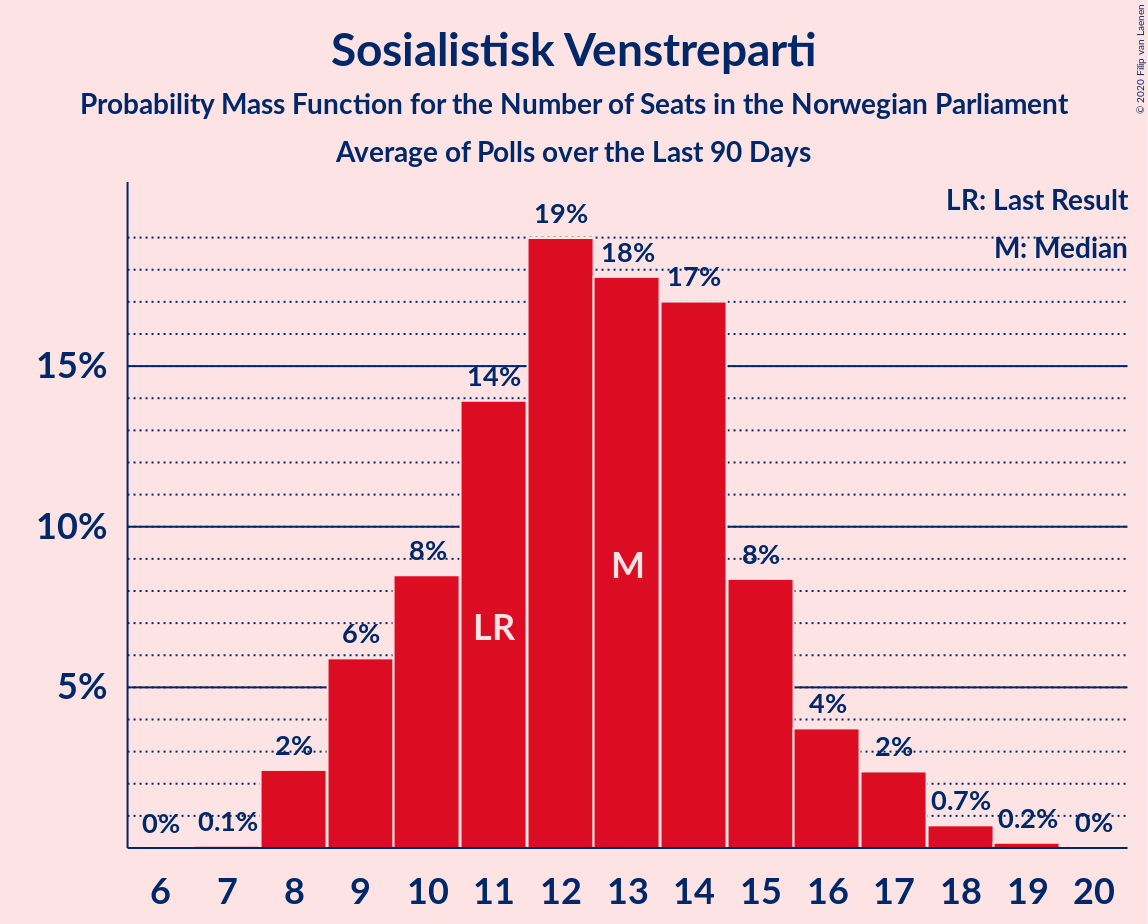 Sosialistisk Venstreparti
Probability Mass Function for the Number of Seats in the Norwegian Parliament
Average of Polls over the Last 90 Days
© 2020 Filip van Laenen
LR: Last Result
M: Median
15%
10%
5%
0%
0.1%
2%
6%
8%
14%
19%
18%
17%
8%
4%
2%
0.7%
0.2%
0%
LR
M
6 7 8 9 10 11 12 13 14 15 16 17 18 19 20